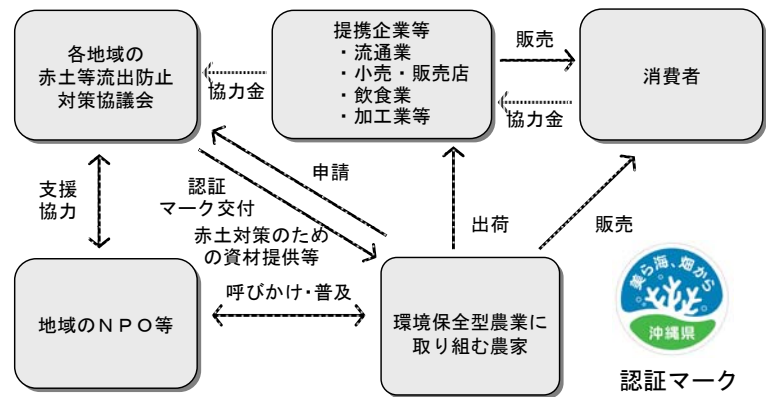 各地域の
赤土等流出防止
対策協議会
提携企業等
・流通業
・小売・販売店
・飲食業
・加工業等
消費者
販売
協力金
協力金
支援
協力
申請
認証
マーク交付
赤土対策のため
の資材提供等
出荷
販売
呼びかけ・普及
地域のＮＰＯ等
環境保全型農業に
取り組む農家
美ら海、畑から
沖縄県
認証マーク